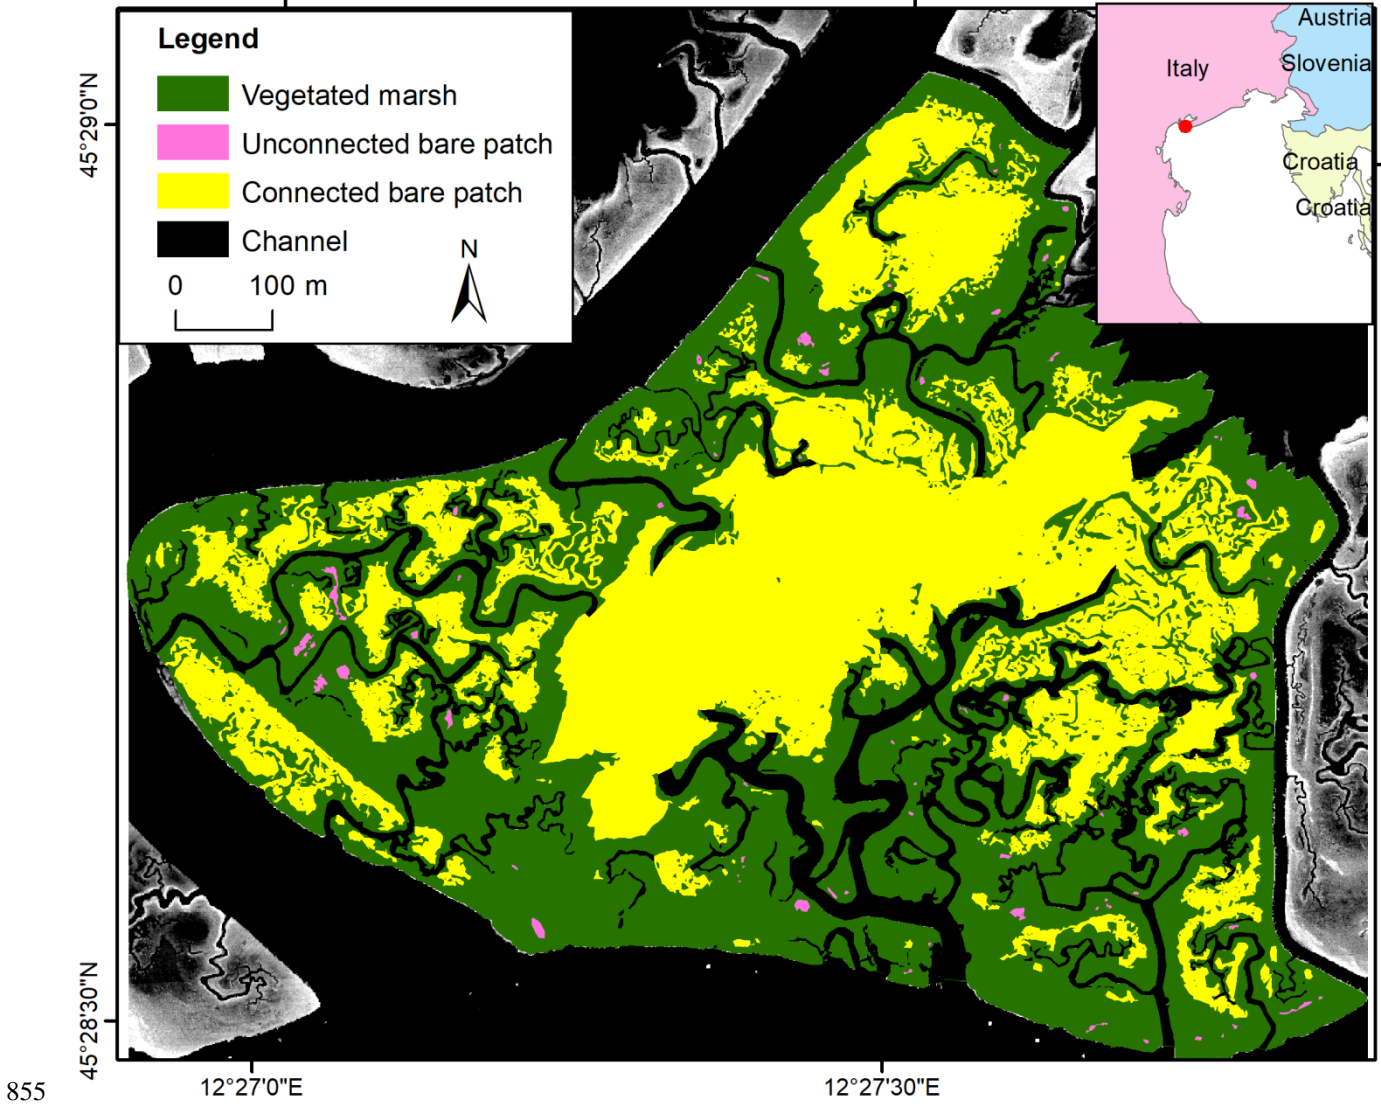 Legend
Vegetated marsh
Unconnected bare patch
Connected bare patch
Channel
0 100 m
N
Austria
Slovenia
Italy
Croatia
Croatia
45°29'0"N
45°28'30"N
12°27'0"E 12°27'30"E
855